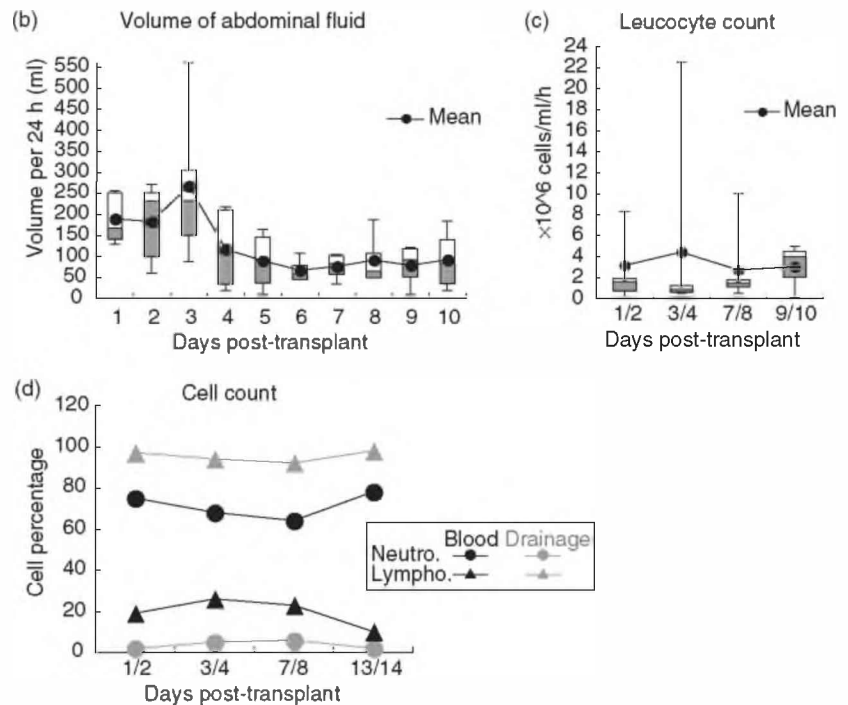 (b) Volume of abdominal fluid
Volume per 24 h (ml)
550
500
450
400
350
300
250
200
150
100
50
0
Mean
1 2 3 4 5 6 7 8 9 10
Days post-transplant
(c) Leucocyte count
×10^6 cells/ml/h
24
22
20
18
16
14
12
10
8
6
4
2
0
Mean
1/2 3/4 7/8 9/10
Days post-transplant
(d) Cell count
Cell percentage
120
100
80
60
40
20
0
1/2 3/4 7/8 13/14
Days post-transplant
Blood Drainage
Neutro.
Lympho.